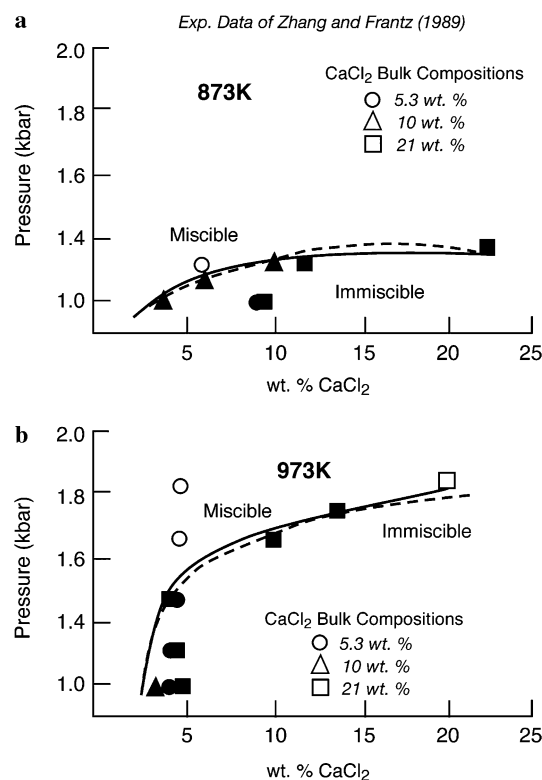 a
Exp. Data of Zhang and Frantz (1989)
2.0
1.8
1.6
1.4
1.0
Pressure (kbar)
873K
CaCl₂ Bulk Compositions
5.3 wt. %
10 wt. %
21 wt. %
Miscible
Immiscible
5
10
15
20
25
wt. % CaCl₂
b
2.0
1.8
1.6
1.4
1.0
Pressure (kbar)
973K
Miscible
Immiscible
CaCl₂ Bulk Compositions
5.3 wt. %
10 wt. %
21 wt. %
5
10
15
20
25
wt. % CaCl₂